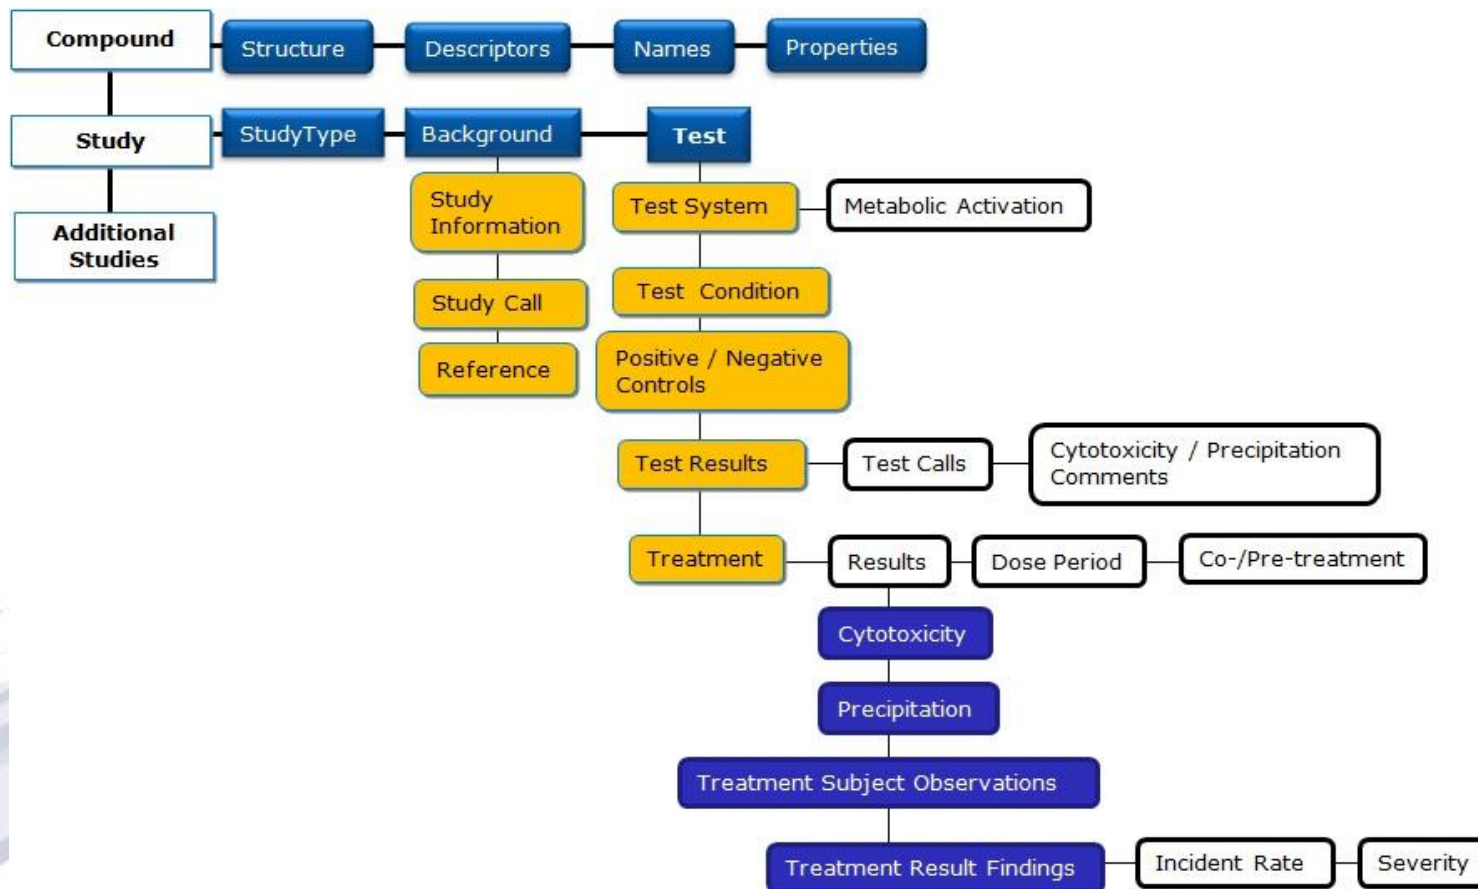 Compound
Structure
Descriptors
Names
Properties
Study
StudyType
Background
Test
Additional
Studies
Study
Information
Test System
Metabolic Activation
Study Call
Test Condition
Reference
Positive / Negative
Controls
Test Results
Test Calls
Cytotoxicity / Precipitation
Comments
Treatment
Results
Dose Period
Co-/Pre-treatment
Cytotoxicity
Precipitation
Treatment Subject Observations
Treatment Result Findings
Incident Rate
Severity